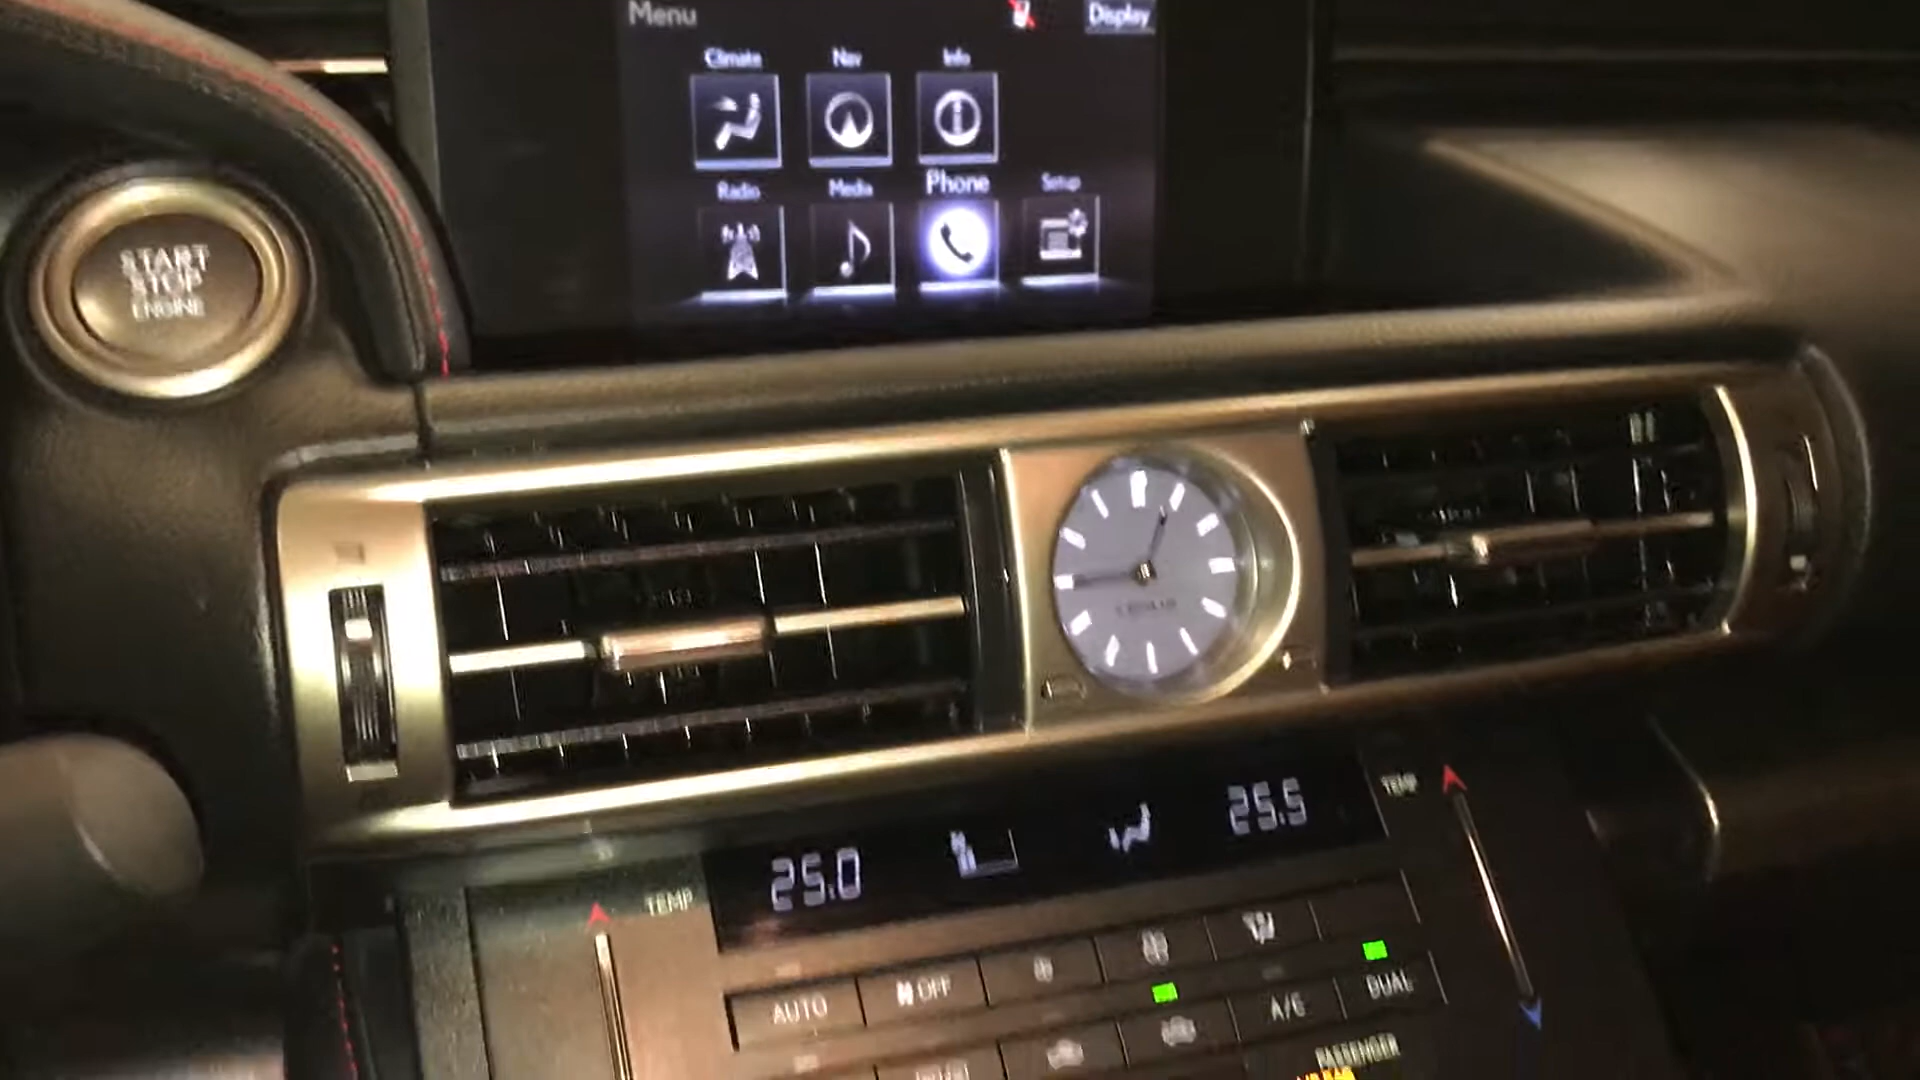 Menu
Display
Climate
Nav
Info
Radio
Media
Phone
Setup
START
STOP
ENGINE
LEXUS
25.0
25.5
TEMP
TEMP
AUTO
OFF
A/C
DUAL
PASSENGER